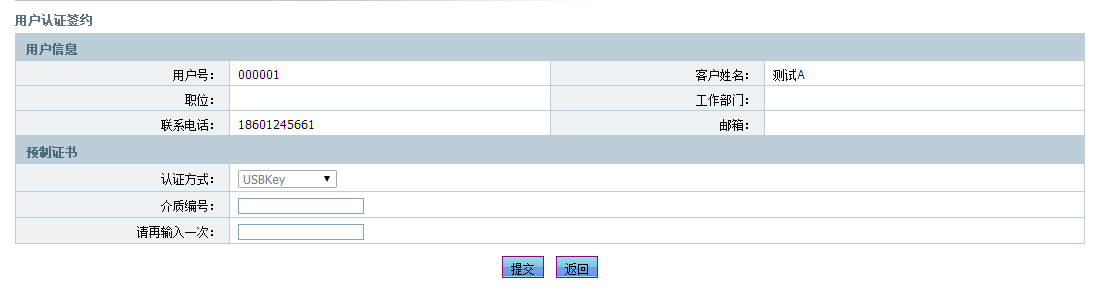 用户认证签约
用户信息
用户号： 000001 客户姓名： 测试A
职位： 工作部门：
联系电话： 18601245661 邮箱：
预制证书
认证方式： USBKey
介质编号：
请再输入一次：
提交 返回